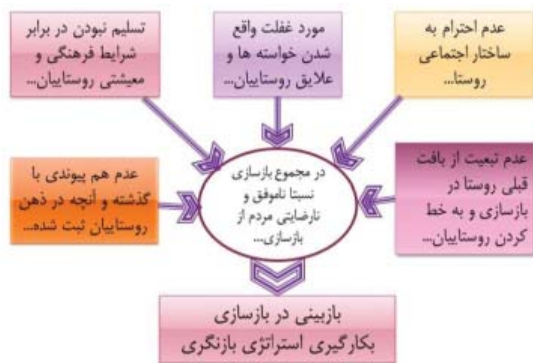 عدم احترام به
ساختار اجتماعی
روستا...
مورد غفلت واقع
شدن خواسته ها و
علایق روستاییان...
تسلیم نبودن در برابر
شرایط فرهنگی و
معیشتی روستاییان...
عدم تبعیت از بافت
قبلی روستا در
بازسازی و به خط
کردن روستاییان...
در مجموع بازسازی
نسبتا ناموفق و
نارضایتی مردم از
بازسازی...
عدم هم پیوندی با
گذشته و آنچه در ذهن
روستاییان ثبت شده...
بازبینی در بازسازی
بکارگیری استراتژی بازنگری